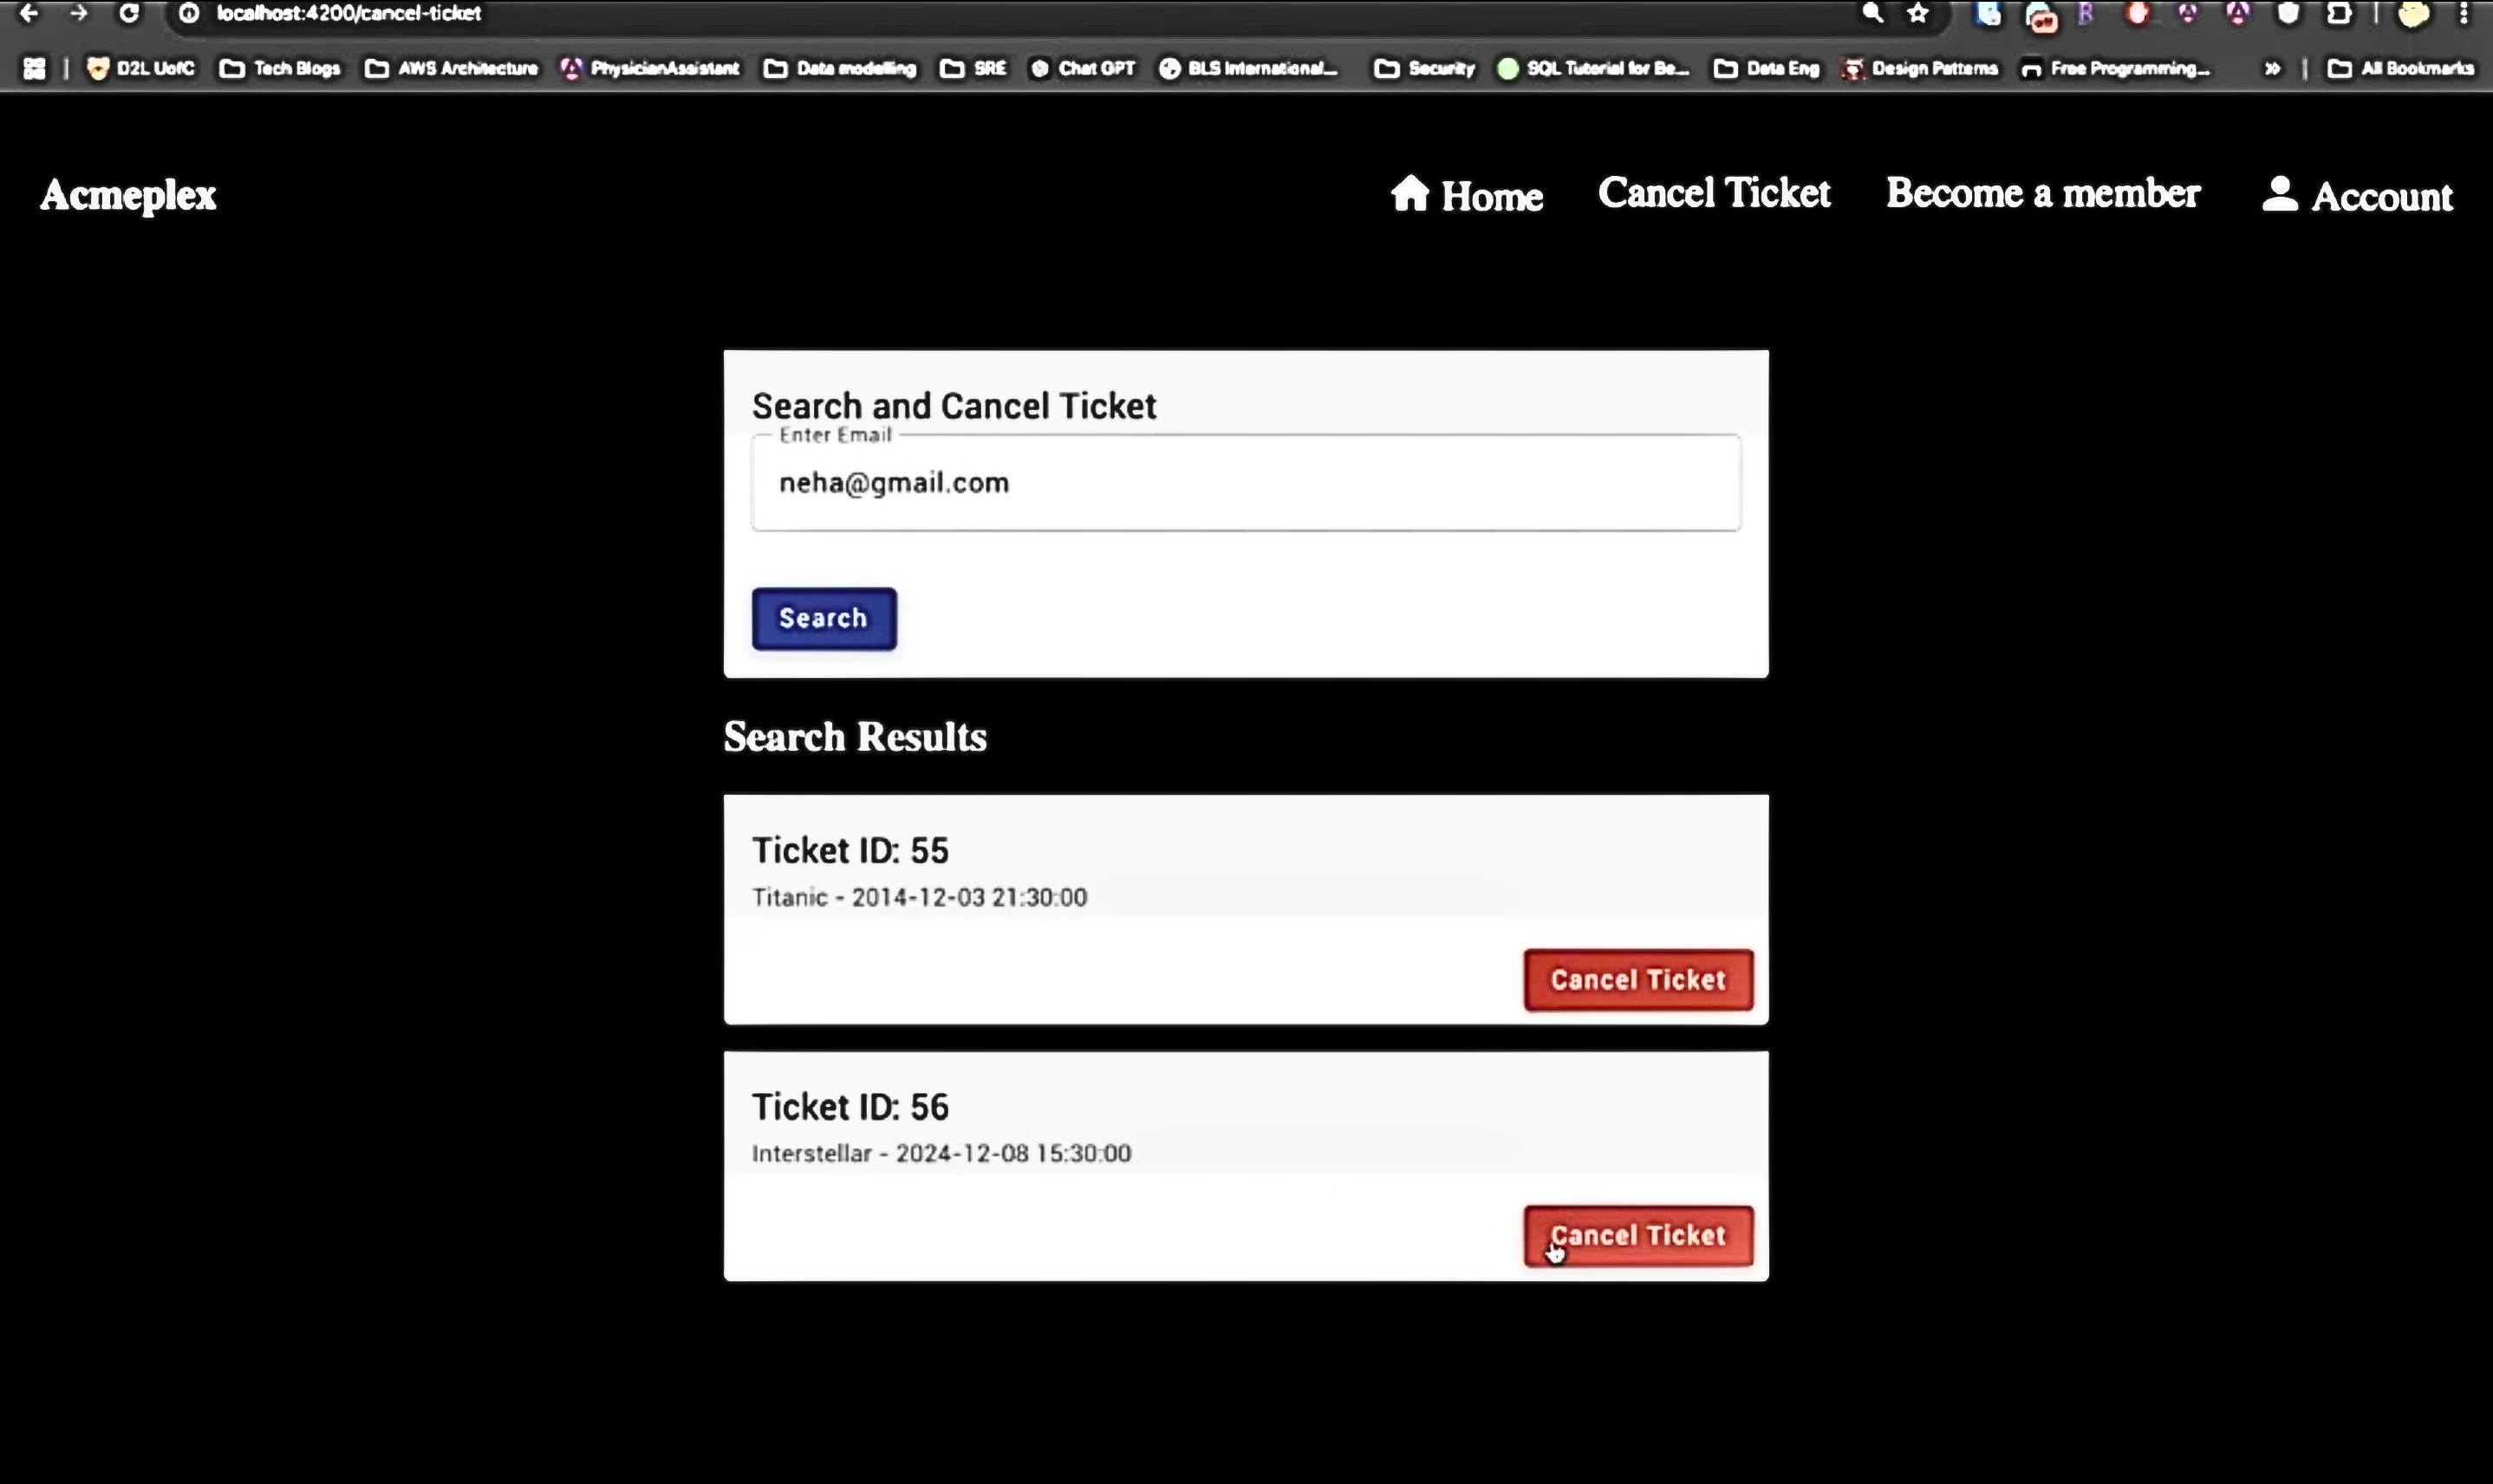 localhost:4200/cancel-ticket
D2L UofC Tech Blogs AWS Architecture PhysicianAssistant Data modelling SRE Chat GPT BLS International... Security SQL Tutorial for Be... Data Eng Design Patterns Free Programming... » All Bookmarks
Acmeplex Home Cancel Ticket Become a member Account
Search and Cancel Ticket
Enter Email
neha@gmail.com
Search
Search Results
Ticket ID: 55
Titanic - 2014-12-03 21:30:00
Cancel Ticket
Ticket ID: 56
Interstellar - 2024-12-08 15:30:00
Cancel Ticket